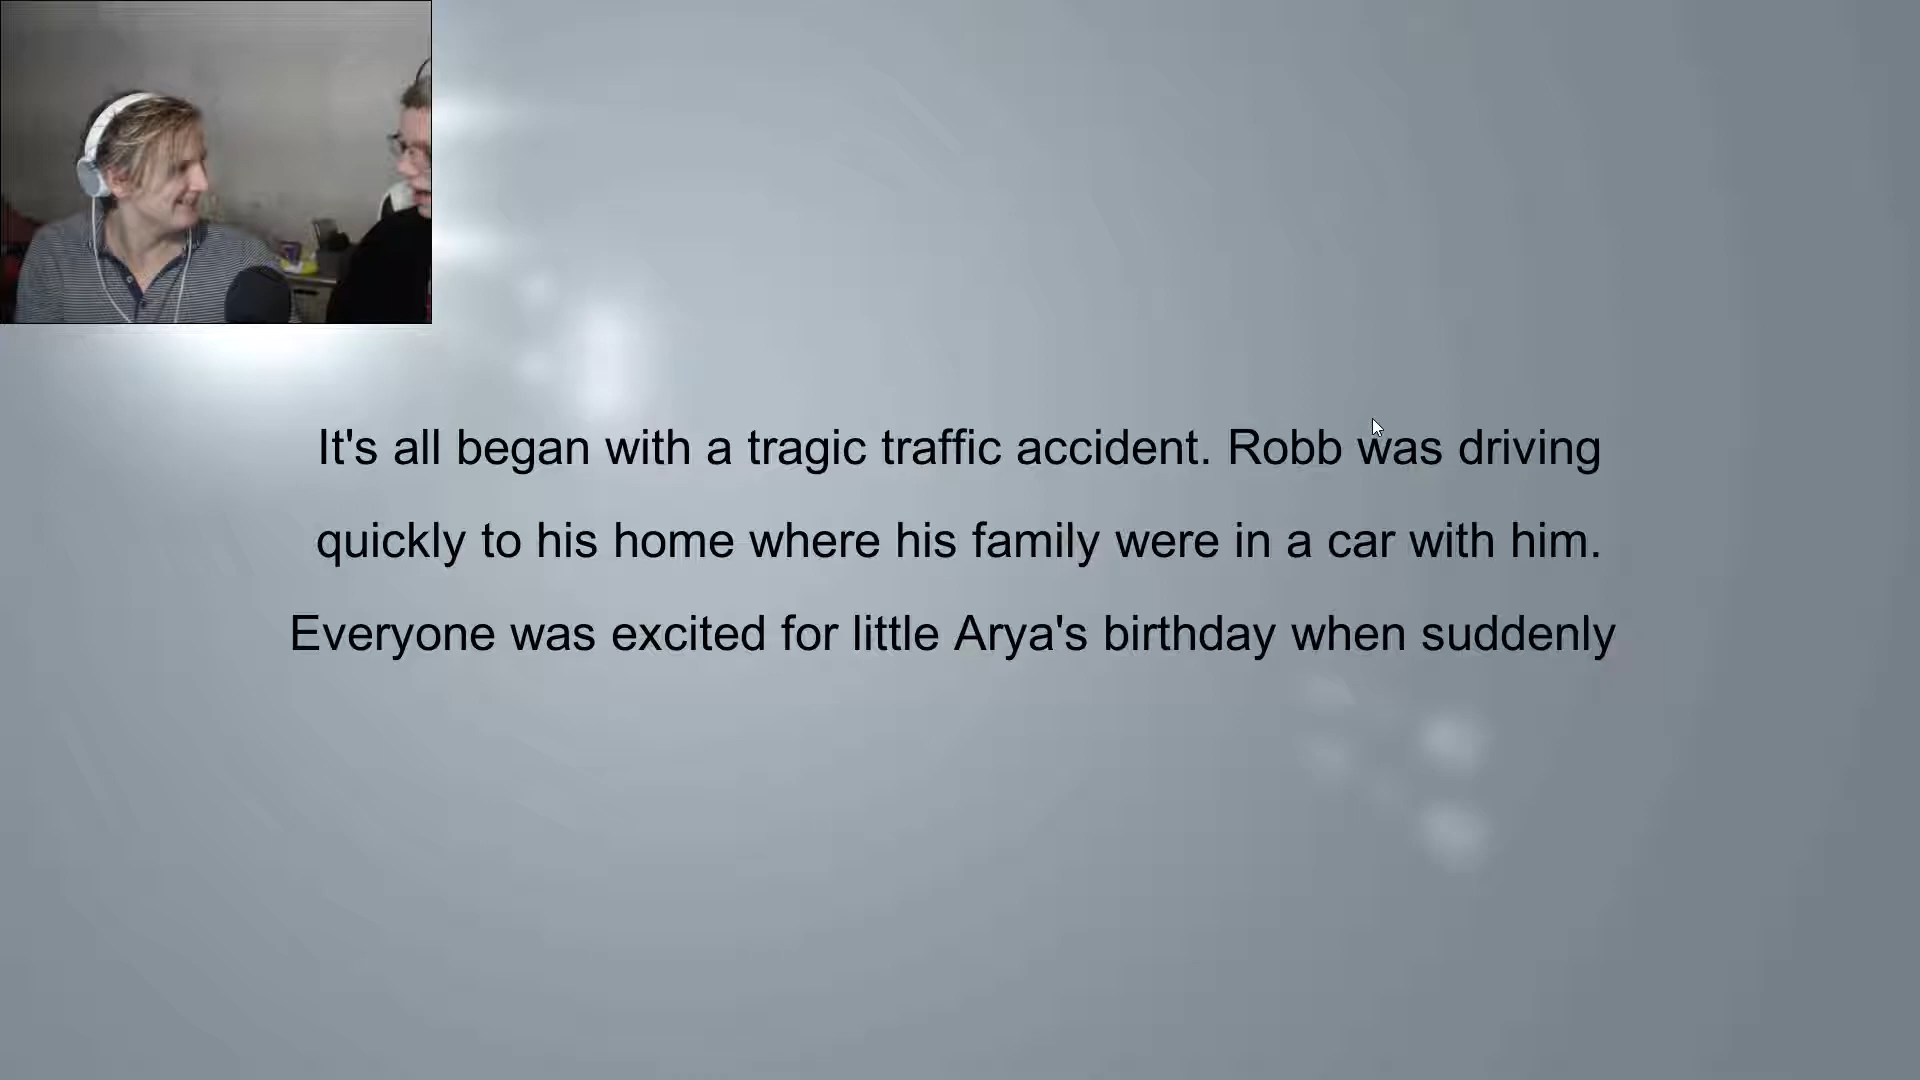 It's all began with a tragic traffic accident. Robb was driving
quickly to his home where his family were in a car with him.
Everyone was excited for little Arya's birthday when suddenly